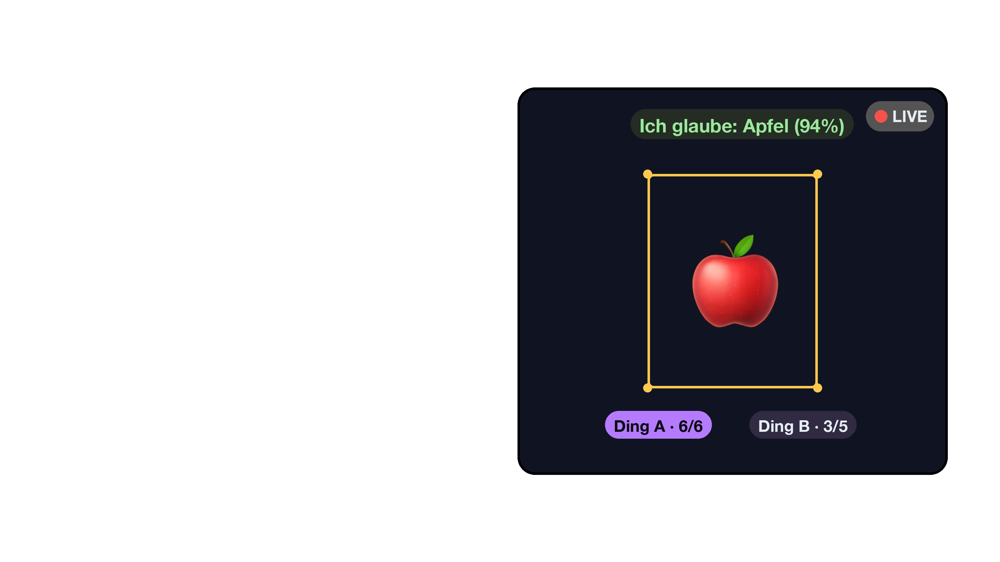 Ich glaube: Apfel (94%)
LIVE
Ding A · 6/6
Ding B · 3/5